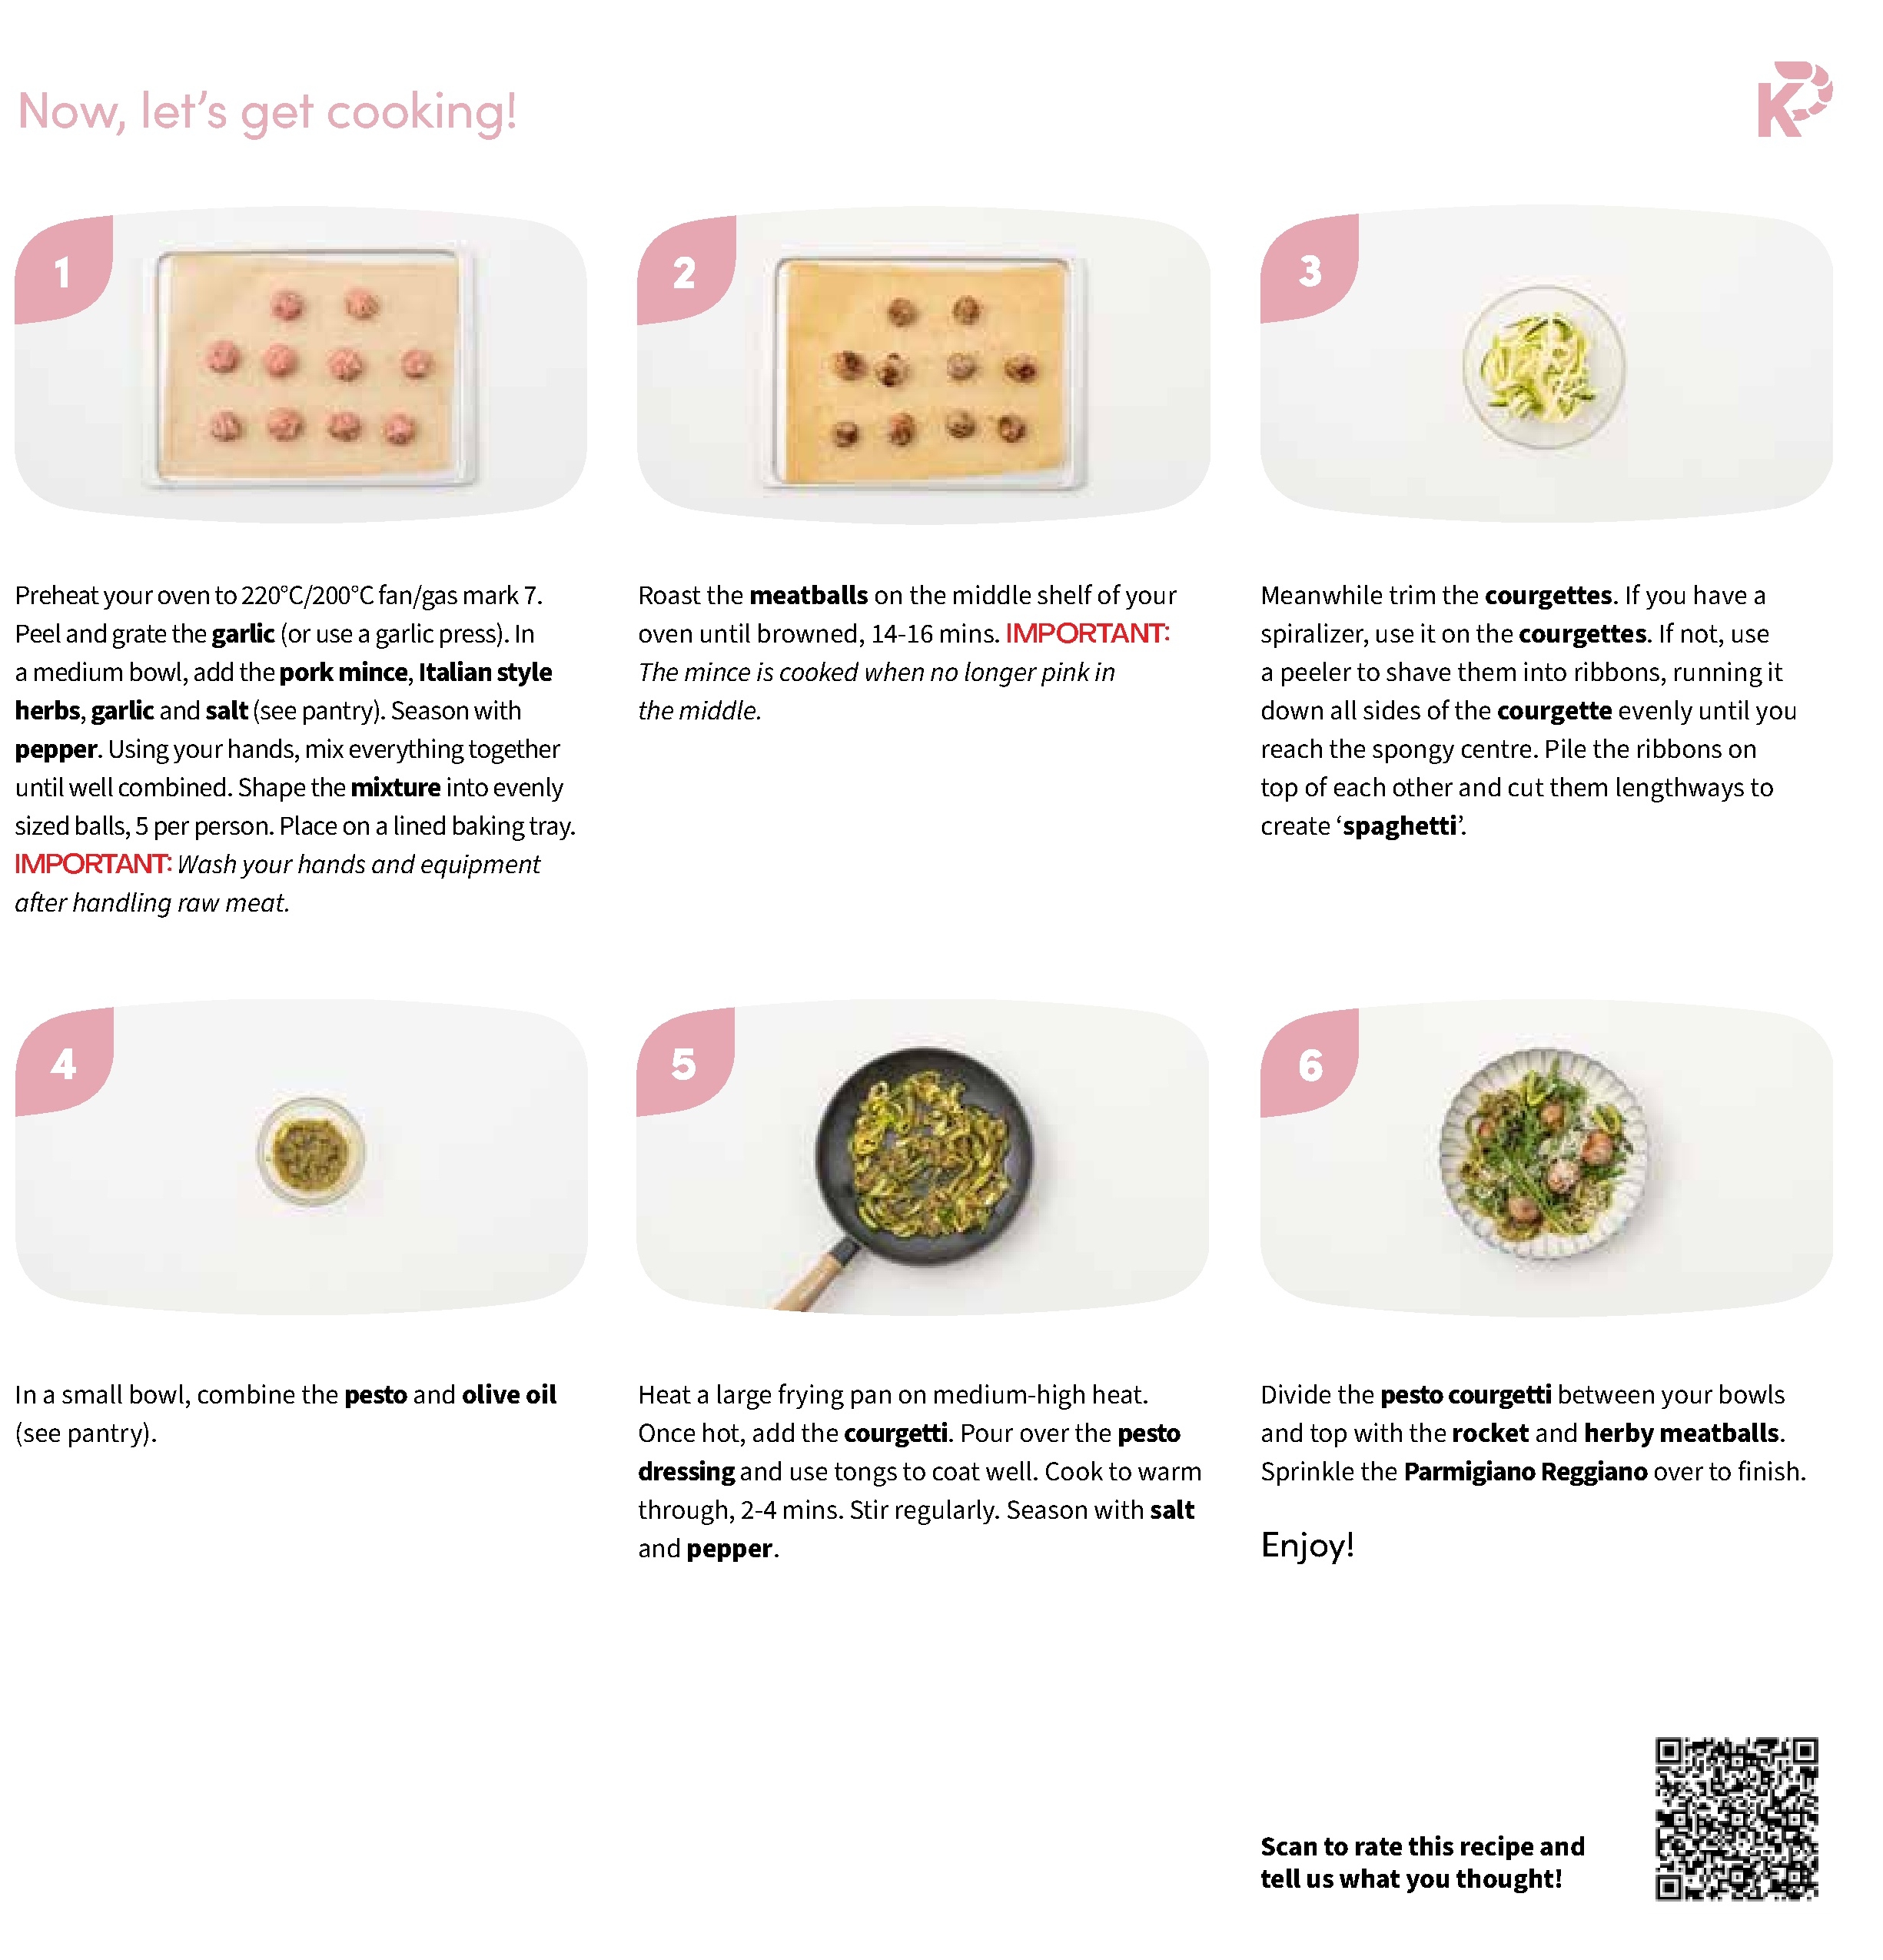 Now, let's get cooking!
K
1
Preheat your oven to 220°C/200°C fan/gas mark 7.
Peel and grate the garlic (or use a garlic press). In
a medium bowl, add the pork mince, Italian style
herbs, garlic and salt (see pantry). Season with
pepper. Using your hands, mix everything together
until well combined. Shape the mixture into evenly
sized balls, 5 per person. Place on a lined baking tray.
IMPORTANT: Wash your hands and equipment
after handling raw meat.
2
Roast the meatballs on the middle shelf of your
oven until browned, 14-16 mins. IMPORTANT:
The mince is cooked when no longer pink in
the middle.
3
Meanwhile trim the courgettes. If you have a
spiralizer, use it on the courgettes. If not, use
a peeler to shave them into ribbons, running it
down all sides of the courgette evenly until you
reach the spongy centre. Pile the ribbons on
top of each other and cut them lengthways to
create ‘spaghetti’.
4
In a small bowl, combine the pesto and olive oil
(see pantry).
5
Heat a large frying pan on medium-high heat.
Once hot, add the courgetti. Pour over the pesto
dressing and use tongs to coat well. Cook to warm
through, 2-4 mins. Stir regularly. Season with salt
and pepper.
6
Divide the pesto courgetti between your bowls
and top with the rocket and herby meatballs.
Sprinkle the Parmigiano Reggiano over to finish.
Enjoy!
Scan to rate this recipe and
tell us what you thought!